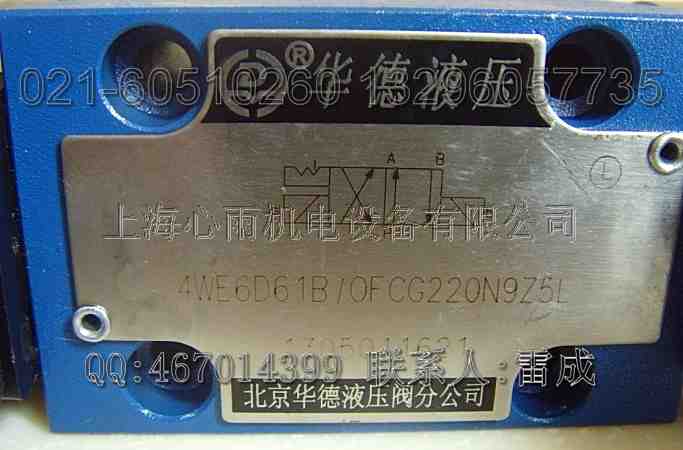 ® 华德液压
021-60510260 13296057735
A B
上海心雨机电设备有限公司
4WE6D61B/OFCG220N9Z5L
QQ:467014399 联系人:雷成
北京华德液压阀分公司